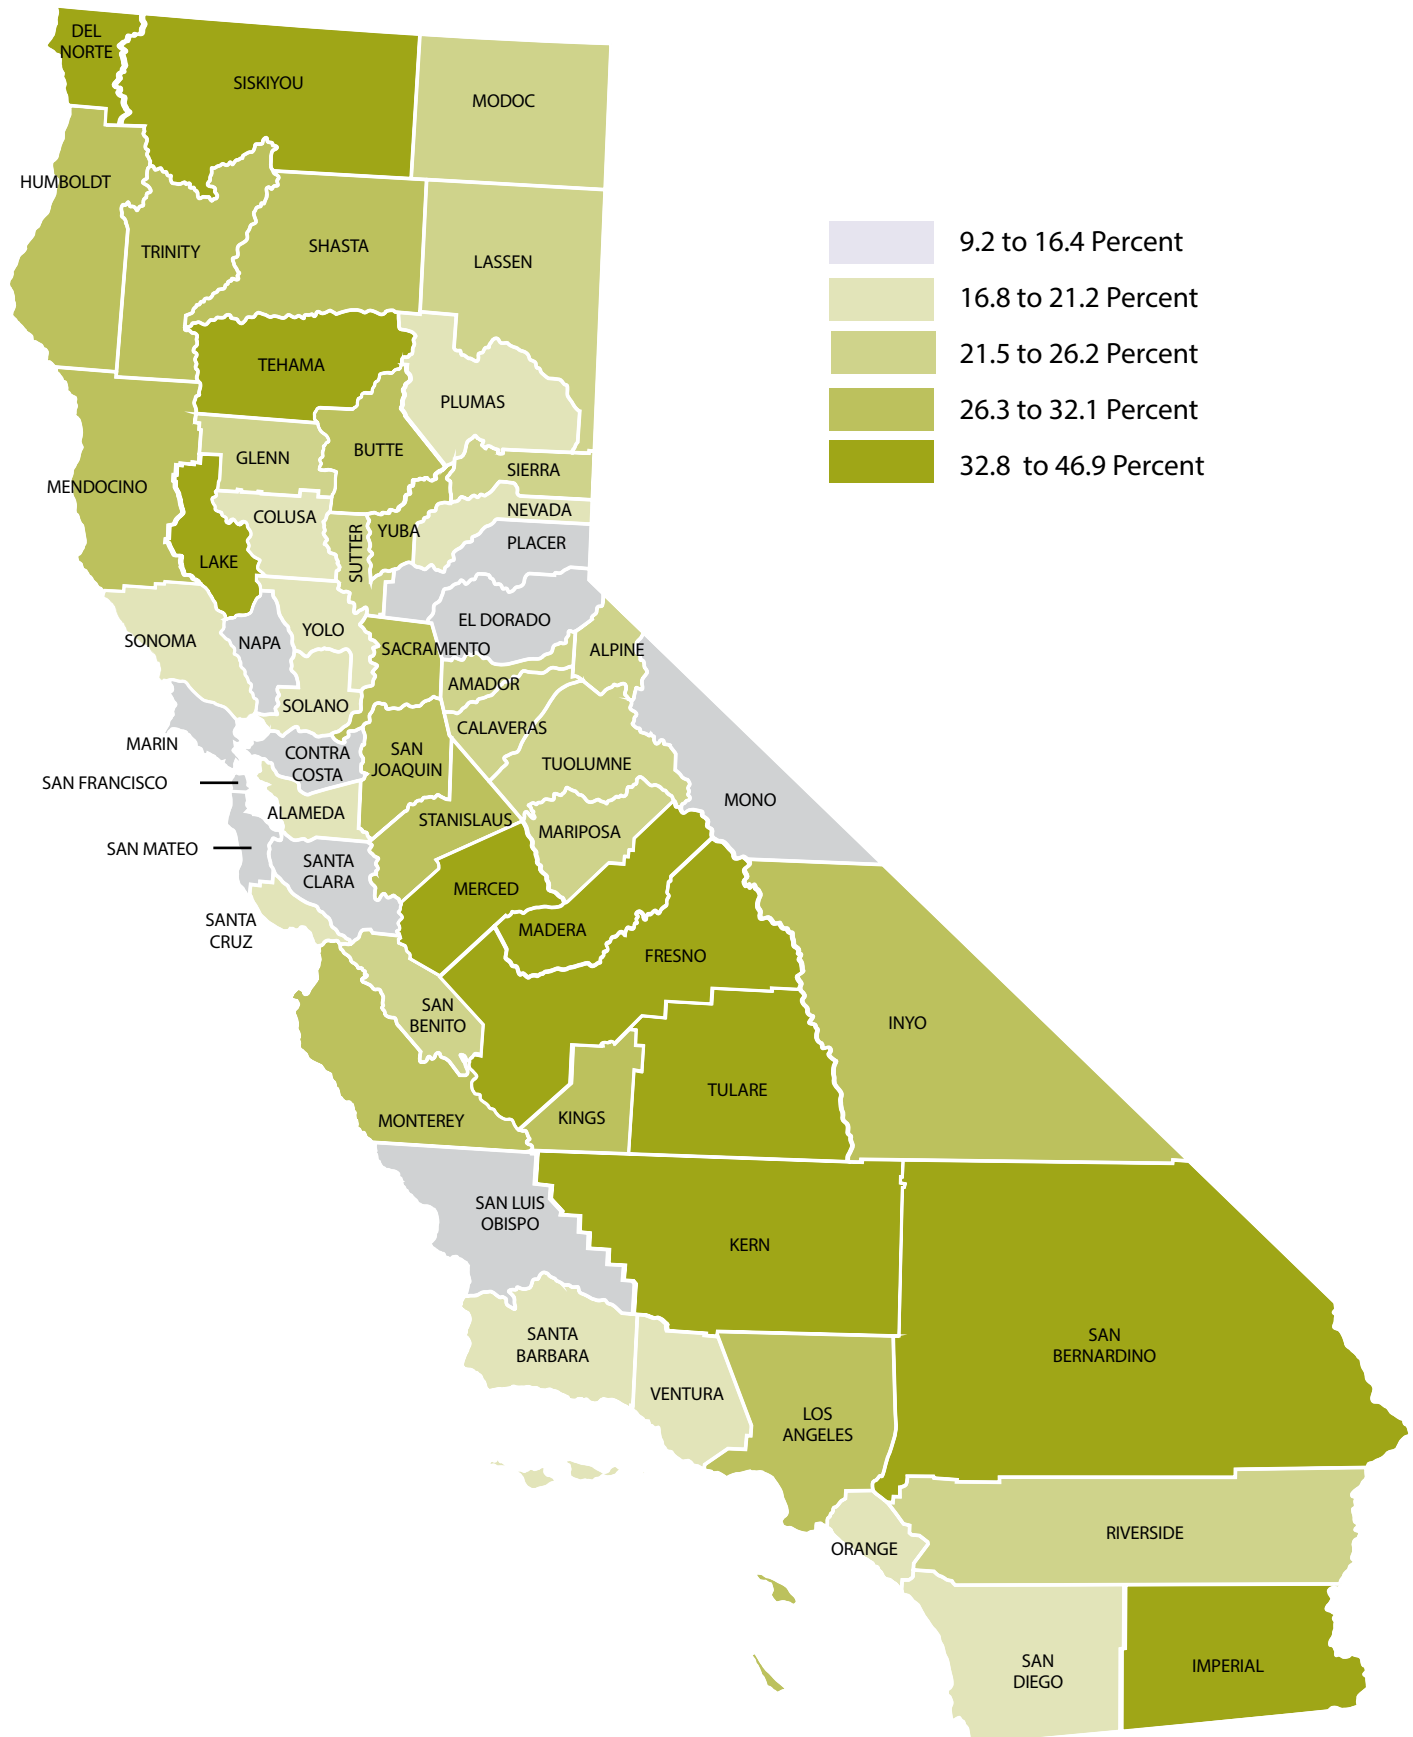 DEL
NORTE
SISKIYOU
MODOC
HUMBOLDT
TRINITY
SHASTA
LASSEN
9.2 to 16.4 Percent
16.8 to 21.2 Percent
21.5 to 26.2 Percent
26.3 to 32.1 Percent
32.8 to 46.9 Percent
TEHAMA
PLUMAS
GLENN
BUTTE
SIERRA
MENDOCINO
NEVADA
COLUSA
SUTTER
YUBA
PLACER
LAKE
EL DORADO
SONOMA
NAPA
YOLO
SACRAMENTO
ALPINE
AMADOR
SOLANO
CALAVERAS
MARIN
CONTRA
COSTA
SAN
JOAQUIN
TUOLUMNE
SAN FRANCISCO
MONO
ALAMEDA
STANISLAUS
MARIPOSA
SAN MATEO
SANTA
CLARA
MERCED
SANTA
CRUZ
MADERA
FRESNO
SAN
BENITO
INYO
TULARE
MONTEREY
KINGS
SAN LUIS
OBISPO
KERN
SANTA
BARBARA
SAN
BERNARDINO
VENTURA
LOS
ANGELES
ORANGE
RIVERSIDE
SAN
DIEGO
IMPERIAL